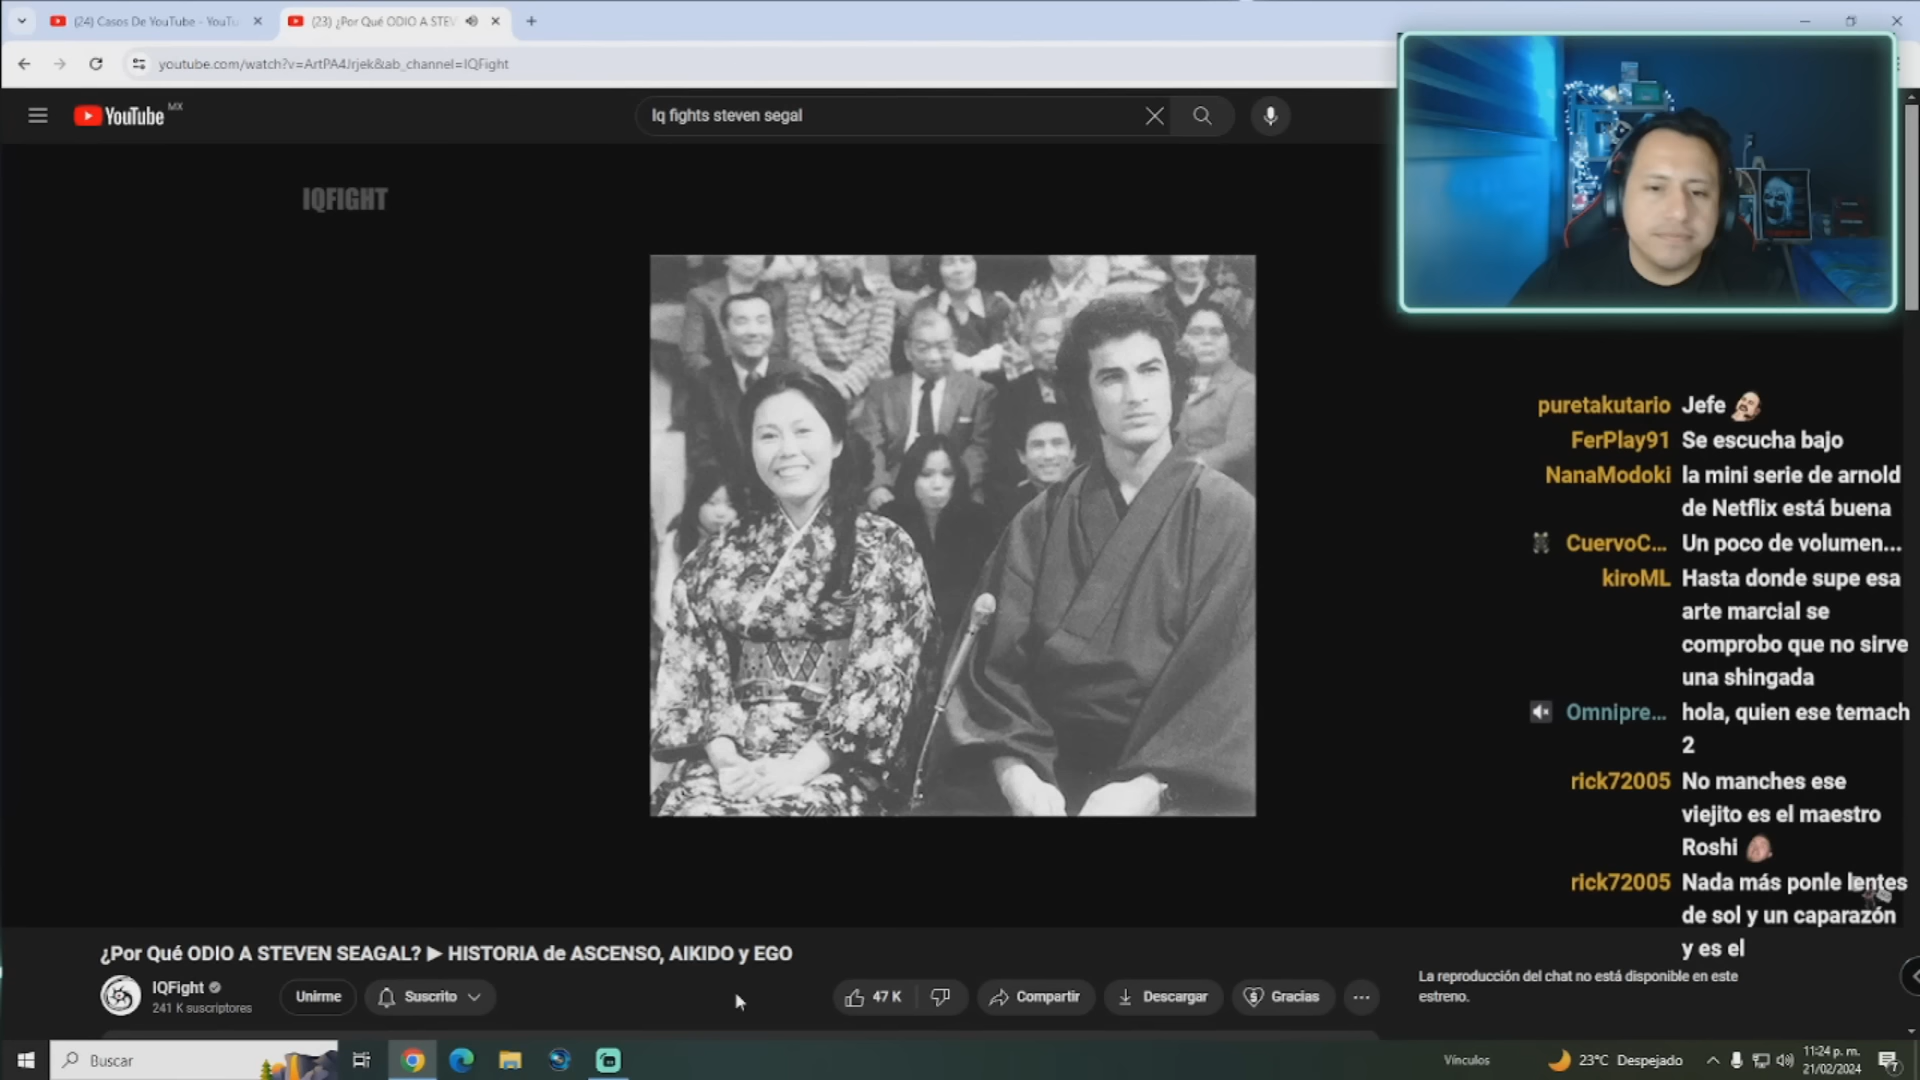 (24) Casos De YouTube - YouTu
(23) ¿Por Qué ODIO A STEV
youtube.com/watch?v=ArtPA4Jrjek&ab_channel=IQFight
YouTube MX
Iq fights steven segal
IQFIGHT
puretakutario Jefe
FerPlay91 Se escucha bajo
NanaModoki la mini serie de arnold
de Netflix está buena
CuervoC... Un poco de volumen...
kiroML Hasta donde supe esa
arte marcial se
comprobo que no sirve
una shingada
Omnipre... hola, quien ese temach
2
rick72005 No manches ese
viejito es el maestro
Roshi
rick72005 Nada más ponle lentes
de sol y un caparazón
y es el
¿Por Qué ODIO A STEVEN SEAGAL? ▶ HISTORIA de ASCENSO, AIKIDO y EGO
IQFight
241 K suscriptores
Unirme
Suscrito
47 K
Compartir
Descargar
Gracias
La reproducción del chat no está disponible en este
estreno.
Buscar
Vínculos
23°C Despejado
11:24 p. m.
21/02/2024
7